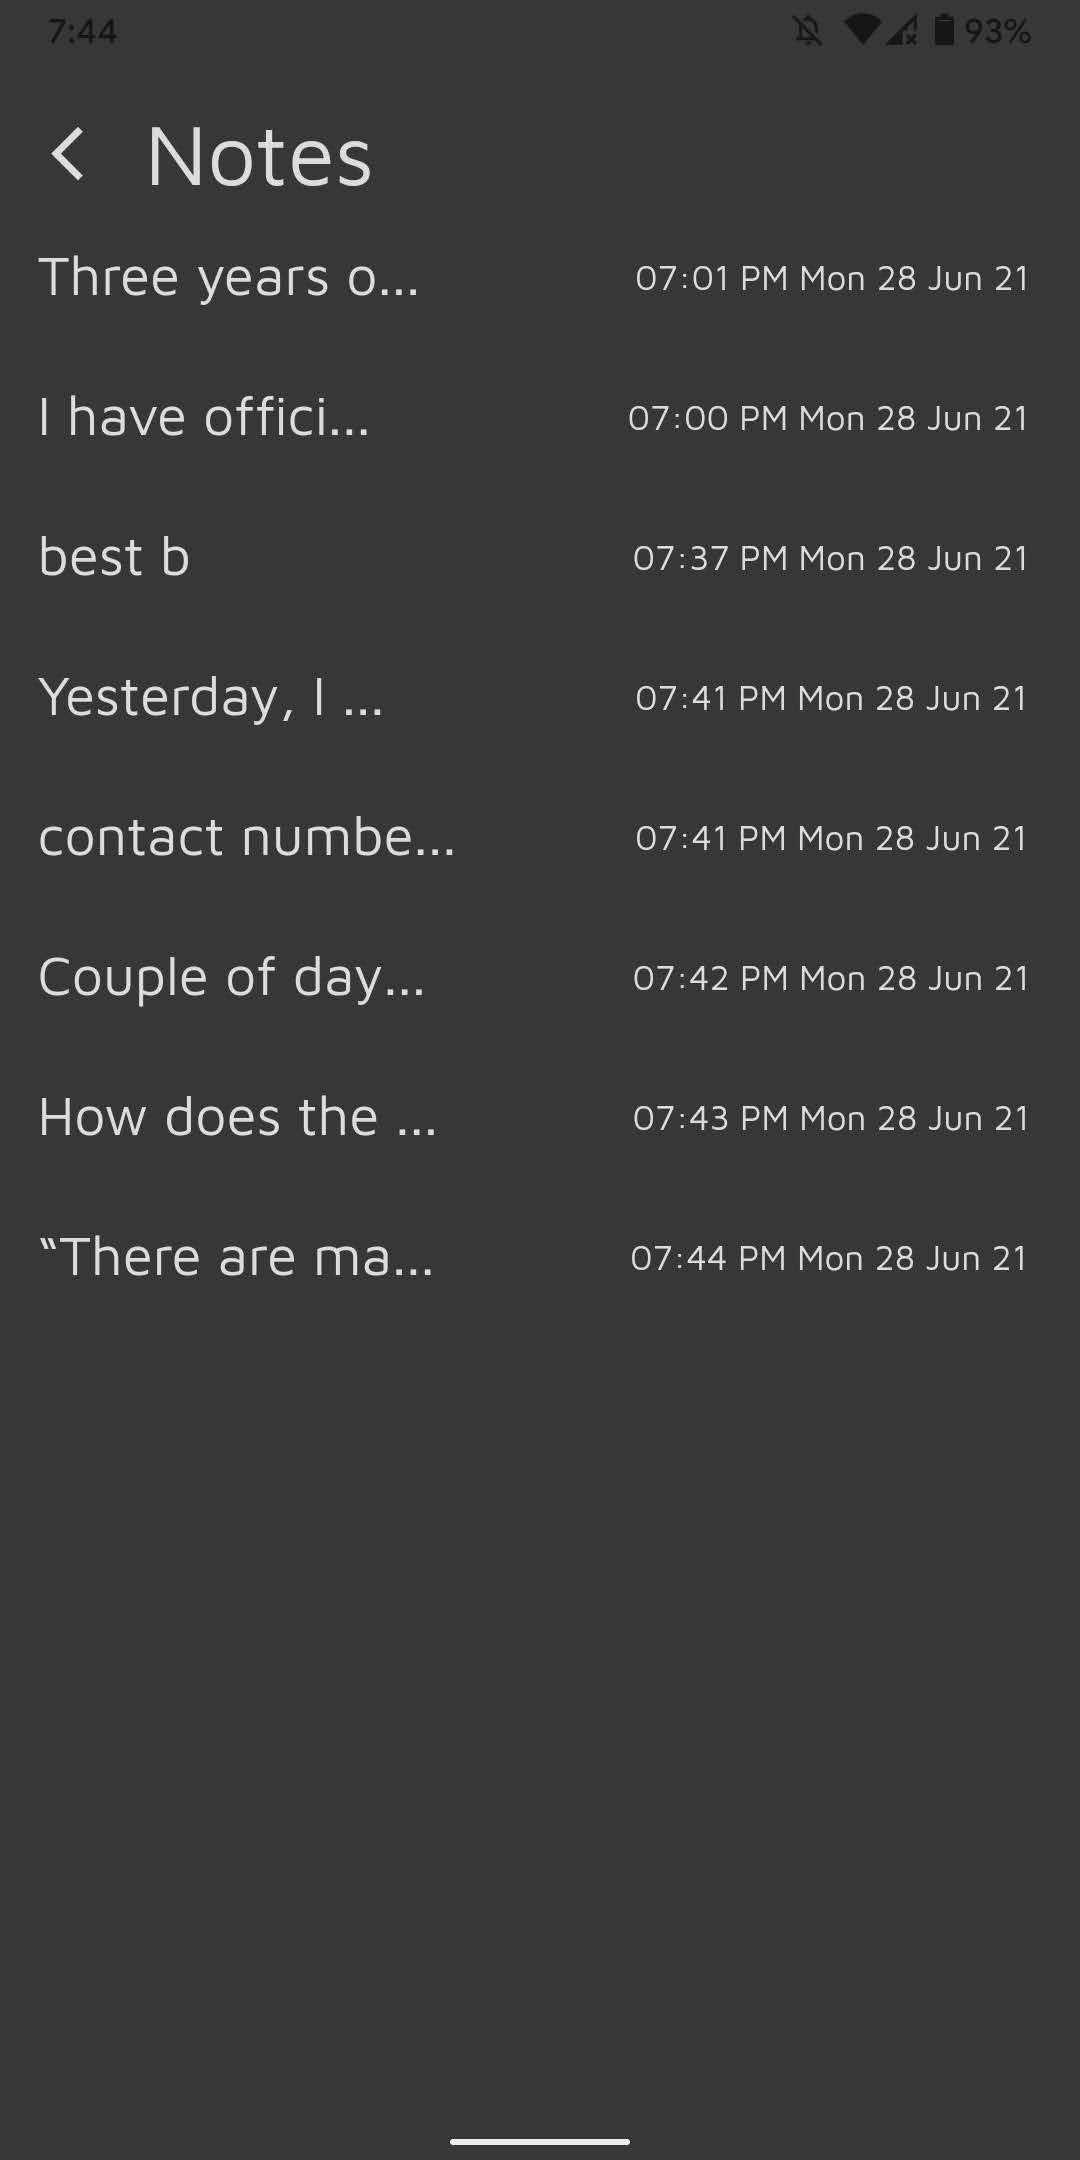 7:44 93%
Notes
Three years o... 07:01 PM Mon 28 Jun 21
I have offici... 07:00 PM Mon 28 Jun 21
best b 07:37 PM Mon 28 Jun 21
Yesterday, I ... 07:41 PM Mon 28 Jun 21
contact numbe... 07:41 PM Mon 28 Jun 21
Couple of day... 07:42 PM Mon 28 Jun 21
How does the ... 07:43 PM Mon 28 Jun 21
“There are ma... 07:44 PM Mon 28 Jun 21